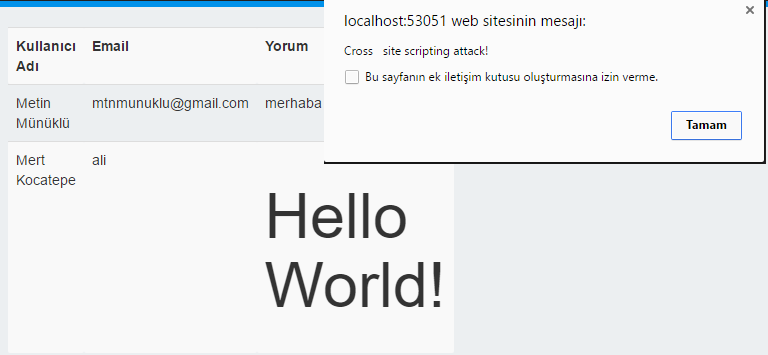 localhost:53051 web sitesinin mesajı:
Cross site scripting attack!
Bu sayfanın ek iletişim kutusu oluşturmasına izin verme.
Tamam
Kullanıcı Adı Email Yorum
Metin Münüklü mtnmunuklu@gmail.com merhaba
Mert Kocatepe ali
Hello
World!